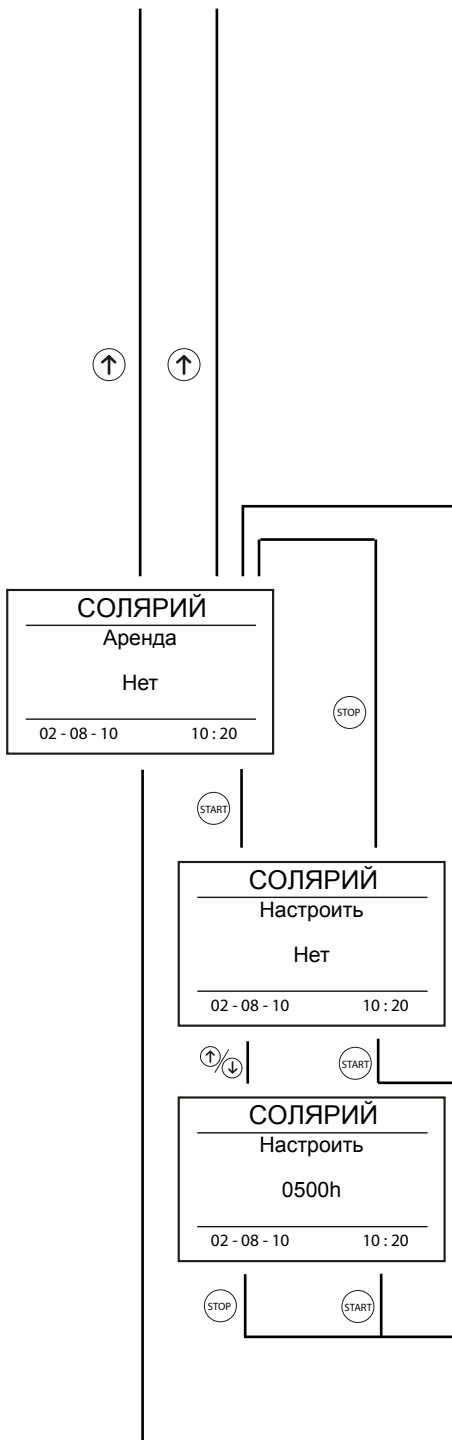 СОЛЯРИЙ
Аренда
Нет
02 - 08 - 10 10 : 20
STOP
START
СОЛЯРИЙ
Настроить
Нет
02 - 08 - 10 10 : 20
START
СОЛЯРИЙ
Настроить
0500h
02 - 08 - 10 10 : 20
STOP START